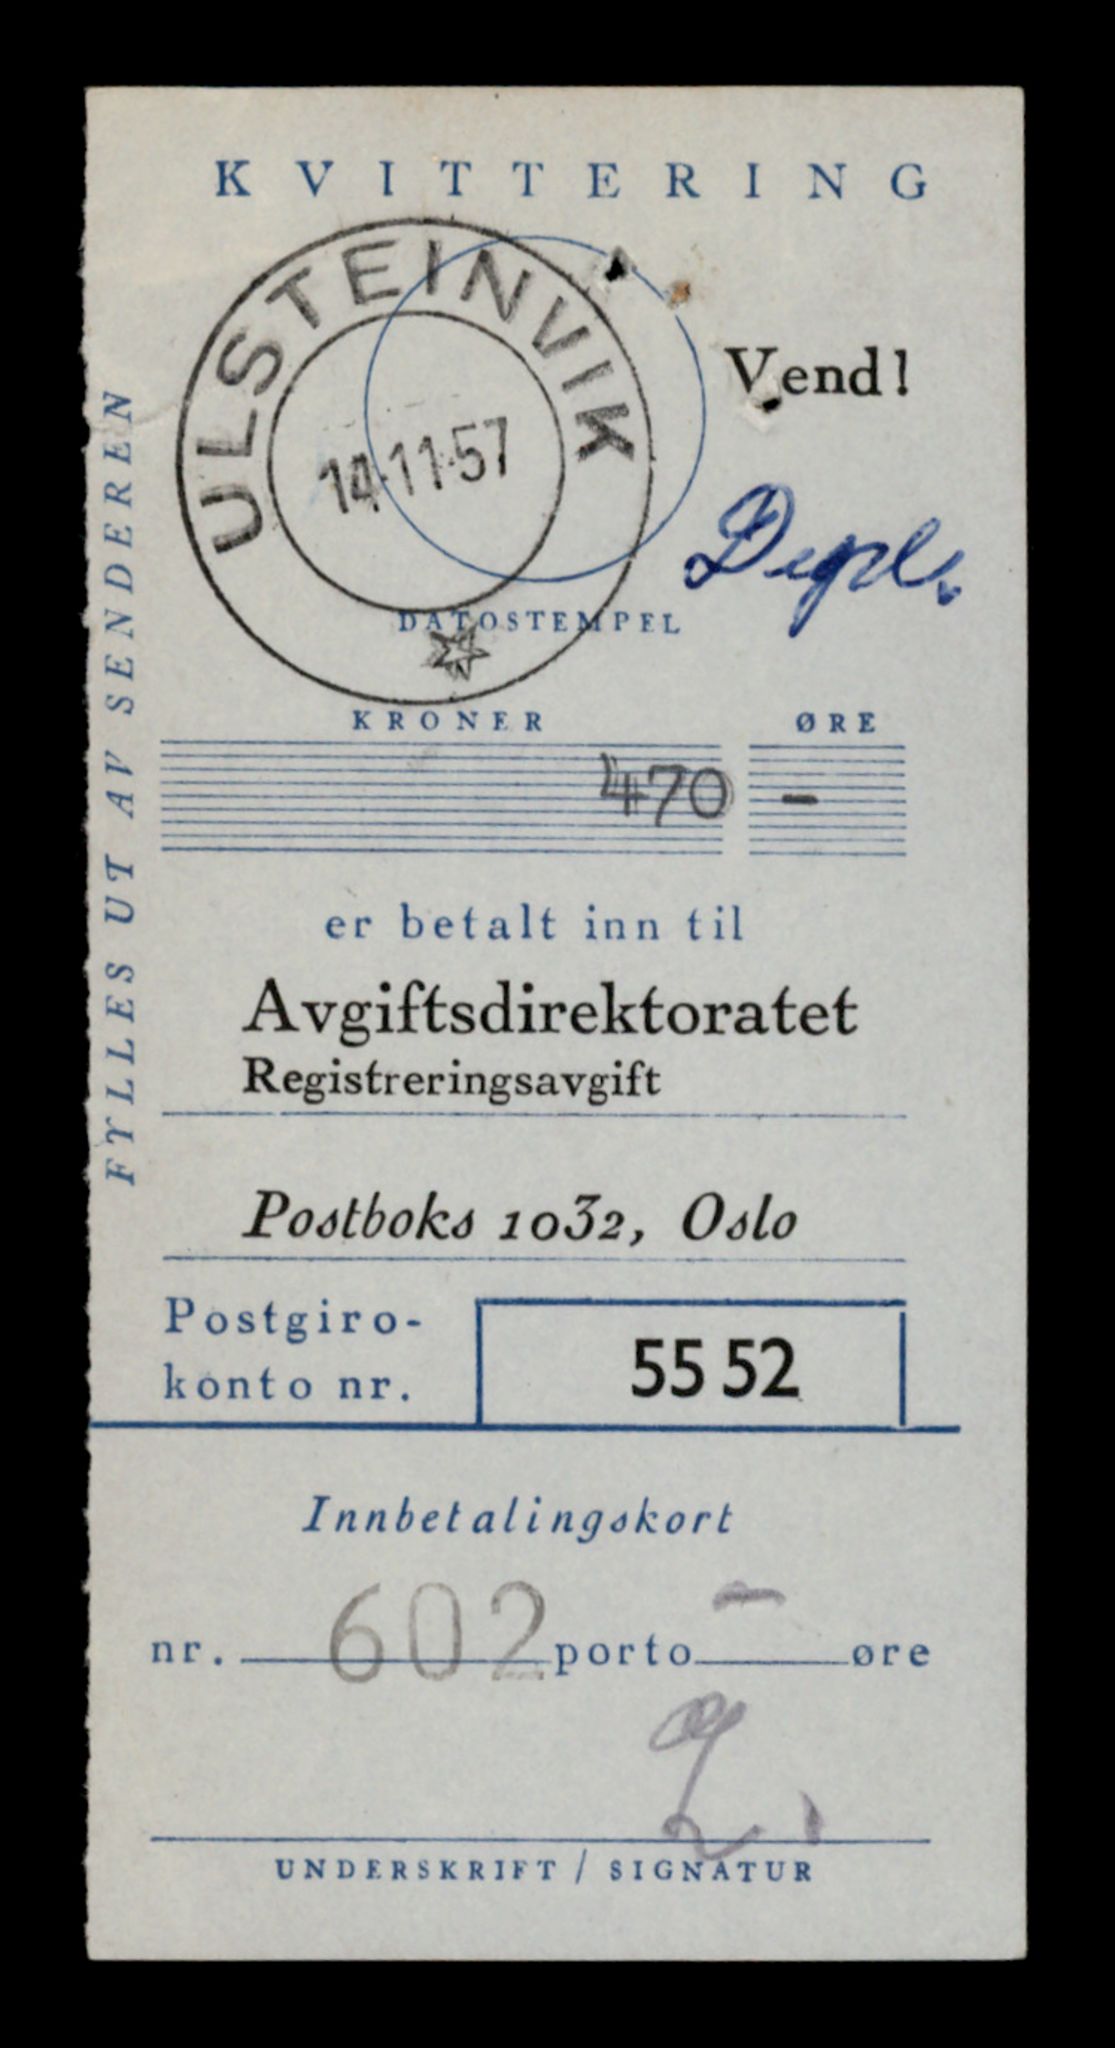 KVITTERING
ULSTEINVIK
14.11.57
Vend!
DATOSTEMPEL
FYLLES UT AV SENDEREN
KRONER ØRE
470 -
er betalt inn til
Avgiftsdirektoratet
Registreringsavgift
Postboks 1032, Oslo
Postgiro-
konto nr. 55 52
Innbetalingskort
nr. 602 porto - øre
UNDERSKRIFT / SIGNATUR